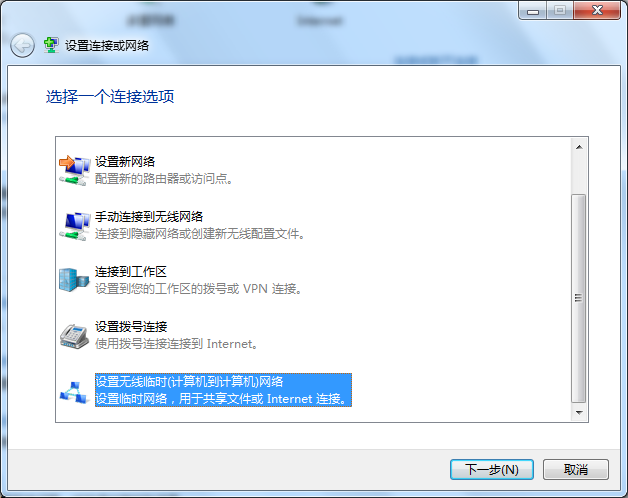 Internet
设置连接或网络
选择一个连接选项
设置新网络
配置新的路由器或访问点。
手动连接到无线网络
连接到隐藏网络或创建新无线配置文件。
连接到工作区
设置到您的工作区的拨号或 VPN 连接。
设置拨号连接
使用拨号连接连接到 Internet。
设置无线临时(计算机到计算机)网络
设置临时网络，用于共享文件或 Internet 连接。
下一步(N)
取消